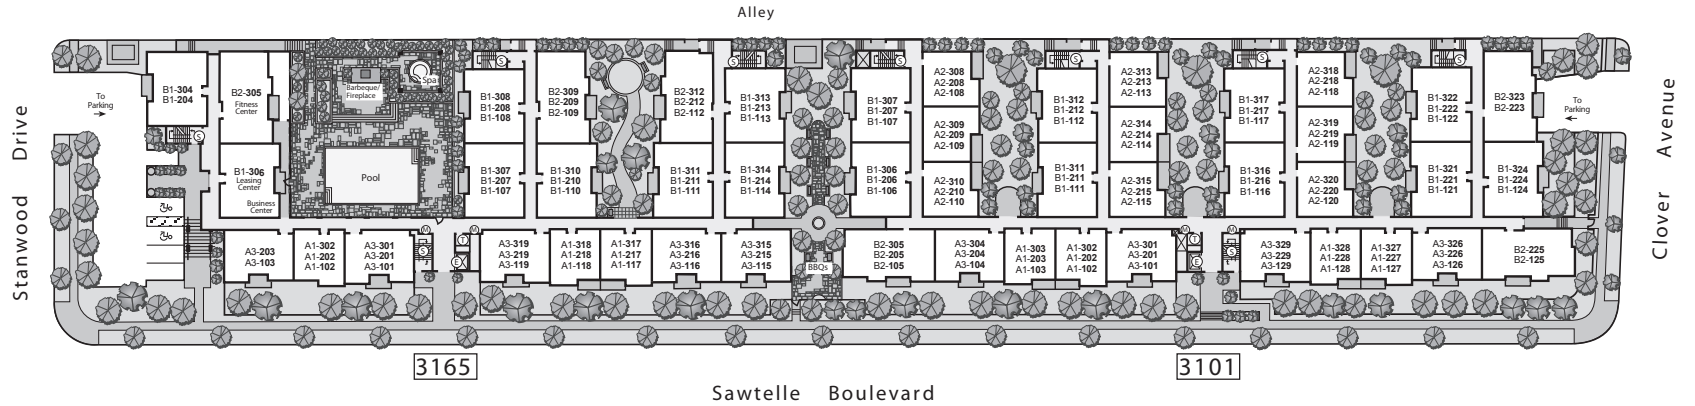 Alley
Stanwood Drive
To
Parking
B1-304
B1-204
S
B2-305
Fitness
Center
B1-306
Leasing
Center
Business
Center
Barbeque/
Fireplace
Spa
Pool
S
B1-308
B1-208
B1-108
B1-307
B1-207
B1-107
B2-309
B2-209
B2-109
B1-310
B1-210
B1-110
B2-312
B2-212
B2-112
B1-311
B1-211
B1-111
S
B1-313
B1-213
B1-113
B1-314
B1-214
B1-114
S
B1-307
B1-207
B1-107
B1-306
B1-206
B1-106
A2-308
A2-208
A2-108
A2-309
A2-209
A2-109
A2-310
A2-210
A2-110
S
B1-312
B1-212
B1-112
B1-311
B1-211
B1-111
A2-313
A2-213
A2-113
A2-314
A2-214
A2-114
A2-315
A2-215
A2-115
S
B1-317
B1-217
B1-117
B1-316
B1-216
B1-116
A2-318
A2-218
A2-118
A2-319
A2-219
A2-119
A2-320
A2-220
A2-120
S
B1-322
B1-222
B1-122
B1-321
B1-221
B1-121
B2-323
B2-223
B1-324
B1-224
B1-124
To
Parking
Clover Avenue
A3-203
A3-103
A1-302
A1-202
A1-102
A3-301
A3-201
A3-101
M
S
T
E
M
A3-319
A3-219
A3-119
A1-318
A1-218
A1-118
A1-317
A1-217
A1-117
A3-316
A3-216
A3-116
A3-315
A3-215
A3-115
BBQs
B2-305
B2-205
B2-105
A3-304
A3-204
A3-104
A1-303
A1-203
A1-103
A1-302
A1-202
A1-102
A3-301
A3-201
A3-101
M
T
E
M
S
A3-329
A3-229
A3-129
A1-328
A1-228
A1-128
A1-327
A1-227
A1-127
A3-326
A3-226
A3-126
B2-225
B2-125
3165
3101
Sawtelle Boulevard